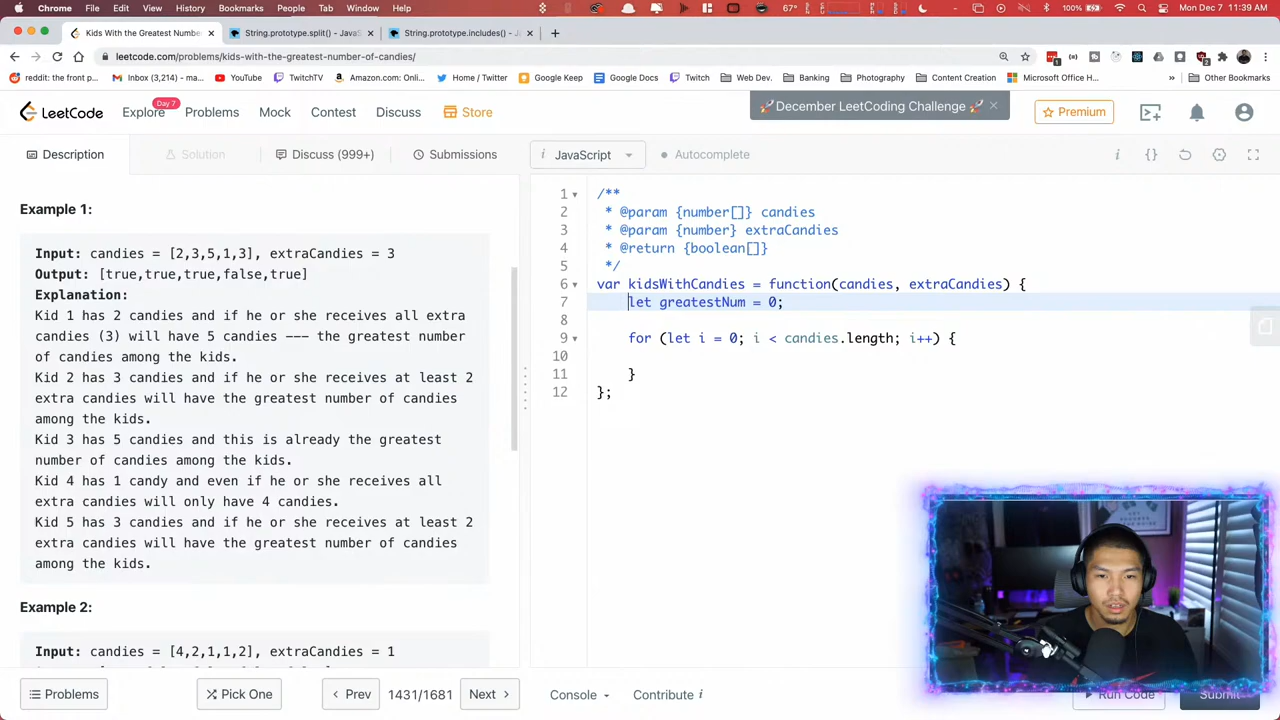 Chrome File Edit View History Bookmarks People Tab Window Help
100% Mon Dec 7 11:39 AM
Kids With the Greatest Numbe
String.prototype.split() - JavaS
String.prototype.includes() - Ja
leetcode.com/problems/kids-with-the-greatest-number-of-candies/
reddit: the front p... Inbox (3,214) - ma... YouTube TwitchTV Amazon.com: Onlin... Home / Twitter Google Keep Google Docs Twitch Web Dev. Banking Photography Content Creation Microsoft Office H... » Other Bookmarks
LeetCode Explore Day 7 Problems Mock Contest Discuss Store
🚀December LeetCoding Challenge 🚀 ×
Premium
Description Solution Discuss (999+) Submissions
i JavaScript Autocomplete
Example 1:
Input: candies = [2,3,5,1,3], extraCandies = 3
Output: [true,true,true,false,true]
Explanation:
Kid 1 has 2 candies and if he or she receives all extra
candies (3) will have 5 candies --- the greatest number
of candies among the kids.
Kid 2 has 3 candies and if he or she receives at least 2
extra candies will have the greatest number of candies
among the kids.
Kid 3 has 5 candies and this is already the greatest
number of candies among the kids.
Kid 4 has 1 candy and even if he or she receives all
extra candies will only have 4 candies.
Kid 5 has 3 candies and if he or she receives at least 2
extra candies will have the greatest number of candies
among the kids.
Example 2:
Input: candies = [4,2,1,1,2], extraCandies = 1
1 /**
2 * @param {number[]} candies
3 * @param {number} extraCandies
4 * @return {boolean[]}
5 */
6 var kidsWithCandies = function(candies, extraCandies) {
7 let greatestNum = 0;
8
9 for (let i = 0; i < candies.length; i++) {
10
11 }
12 };
Problems Pick One Prev 1431/1681 Next Console Contribute i Run Code Submit